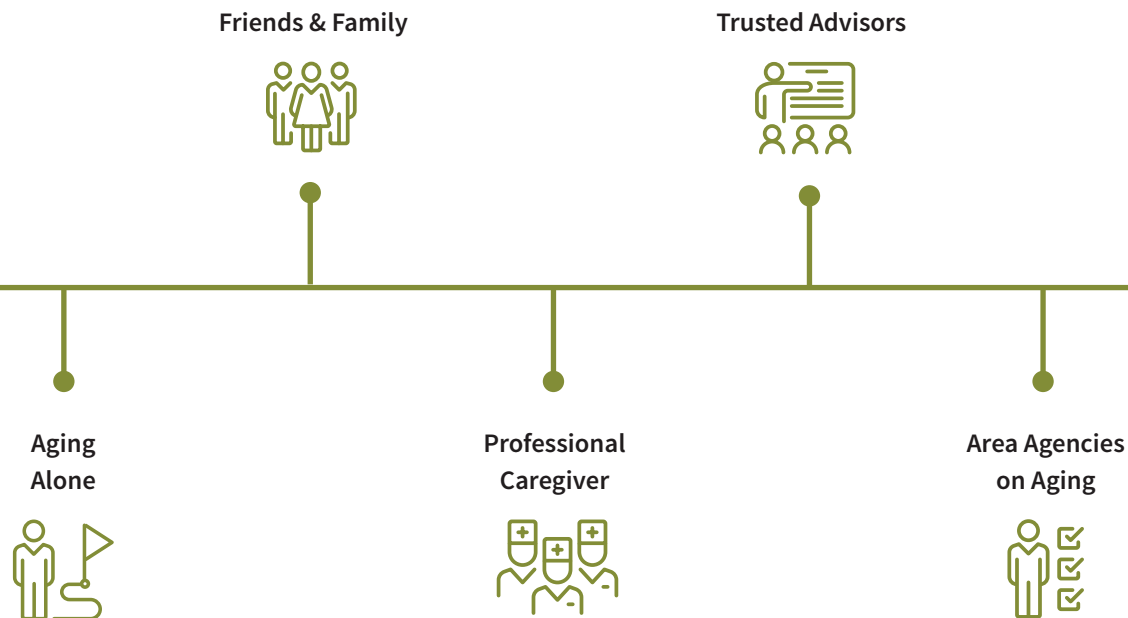 Friends & Family
Trusted Advisors
Aging
Alone
Professional
Caregiver
Area Agencies
on Aging